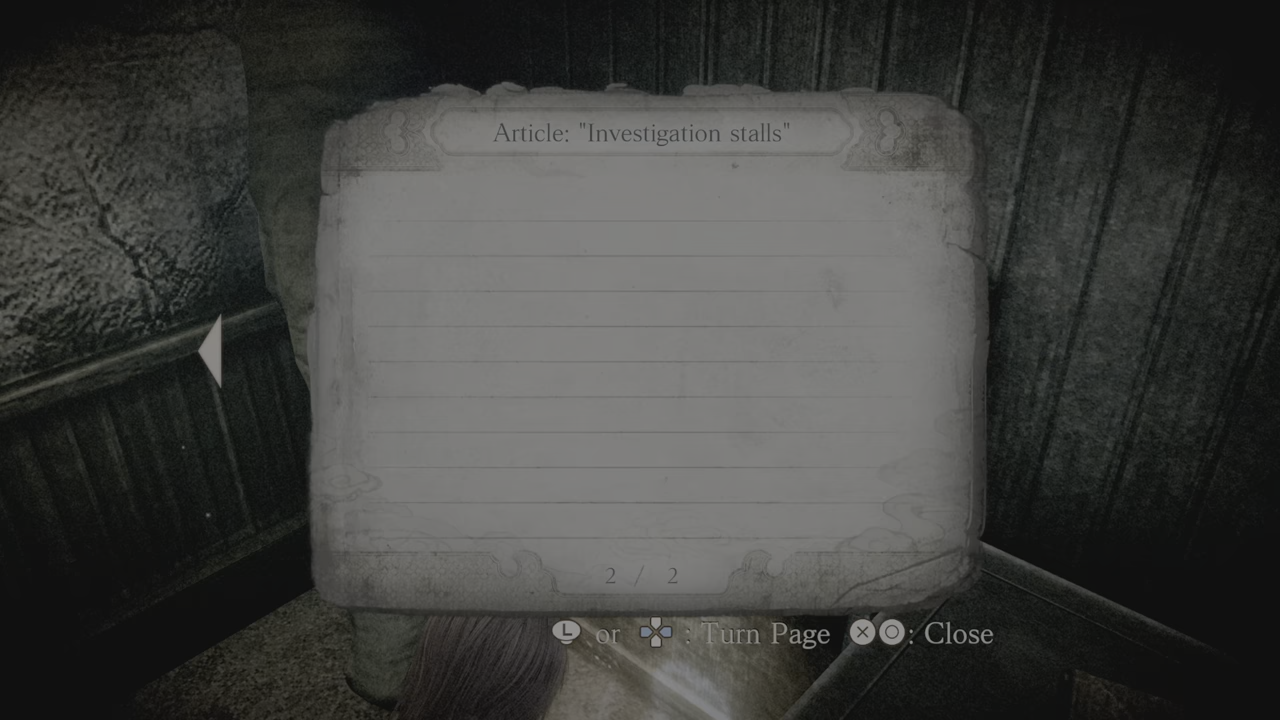 Article: "Investigation stalls"
2 / 2
L or : Turn Page : Close